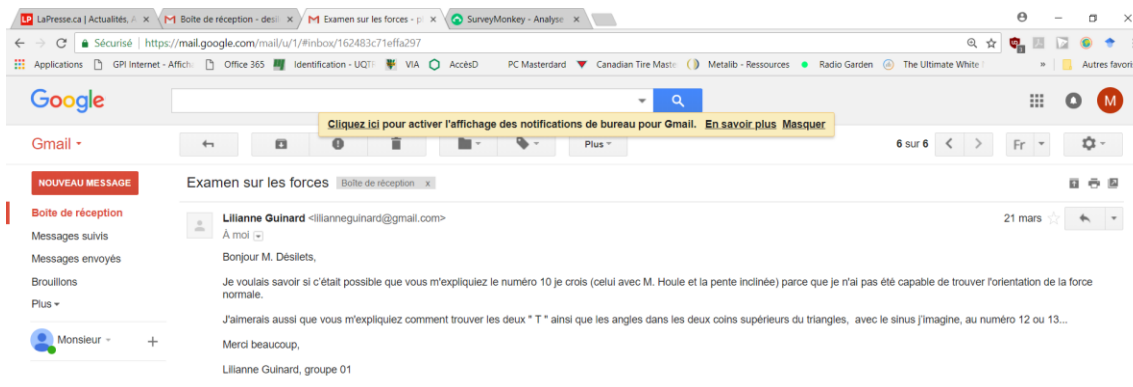 LP LaPresse.ca | Actualités, A × M Boîte de réception - desil × M Examen sur les forces - p × SurveyMonkey - Analyse ×
Sécurisé | https://mail.google.com/mail/u/1/#inbox/162483c71effa297
Applications GPI Internet - Affich Office 365 Identification - UQT VIA AccèsD PC Masterdard Canadian Tire Maste Metalib - Ressources Radio Garden The Ultimate White » Autres favori
Google
Cliquez ici pour activer l'affichage des notifications de bureau pour Gmail. En savoir plus Masquer
Gmail Plus 6 sur 6 Fr
NOUVEAU MESSAGE
Examen sur les forces Boîte de réception x
Boîte de réception
Messages suivis
Messages envoyés
Brouillons
Plus
Monsieur +
M
Lilianne Guinard <lilianneguinard@gmail.com> 21 mars
À moi
Bonjour M. Désilets,
Je voulais savoir si c'était possible que vous m'expliquiez le numéro 10 je crois (celui avec M. Houle et la pente inclinée) parce que je n'ai pas été capable de trouver l'orientation de la force
normale.
J'aimerais aussi que vous m'expliquiez comment trouver les deux " T " ainsi que les angles dans les deux coins supérieurs du triangles, avec le sinus j'imagine, au numéro 12 ou 13...
Merci beaucoup,
Lilianne Guinard, groupe 01